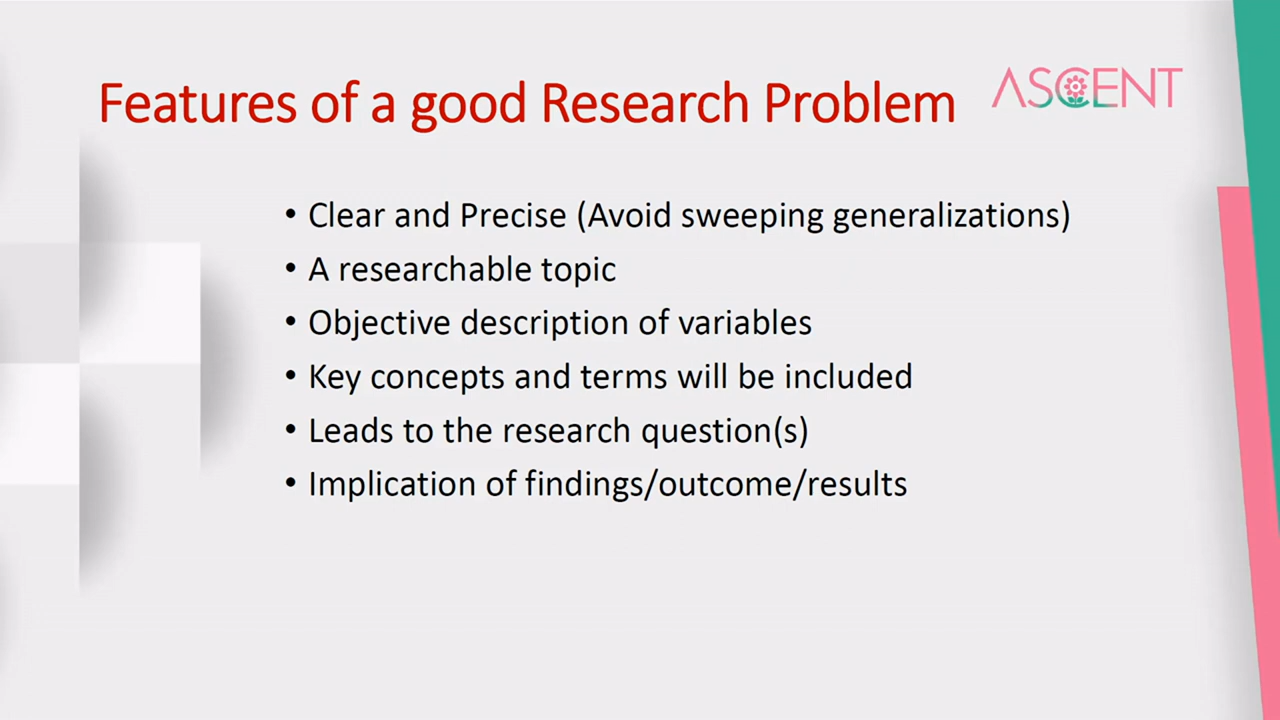 Features of a good Research Problem
ASCENT
• Clear and Precise (Avoid sweeping generalizations)
• A researchable topic
• Objective description of variables
• Key concepts and terms will be included
• Leads to the research question(s)
• Implication of findings/outcome/results